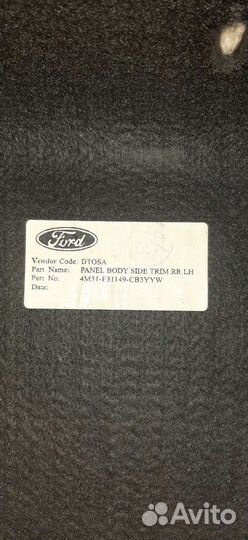 Ford
Vendor Code: DTOSA
Part Name: PANEL BODY SIDE TRIM RR LH
Part No: 4M51-F31149-CB3YYW
Date:
Avito